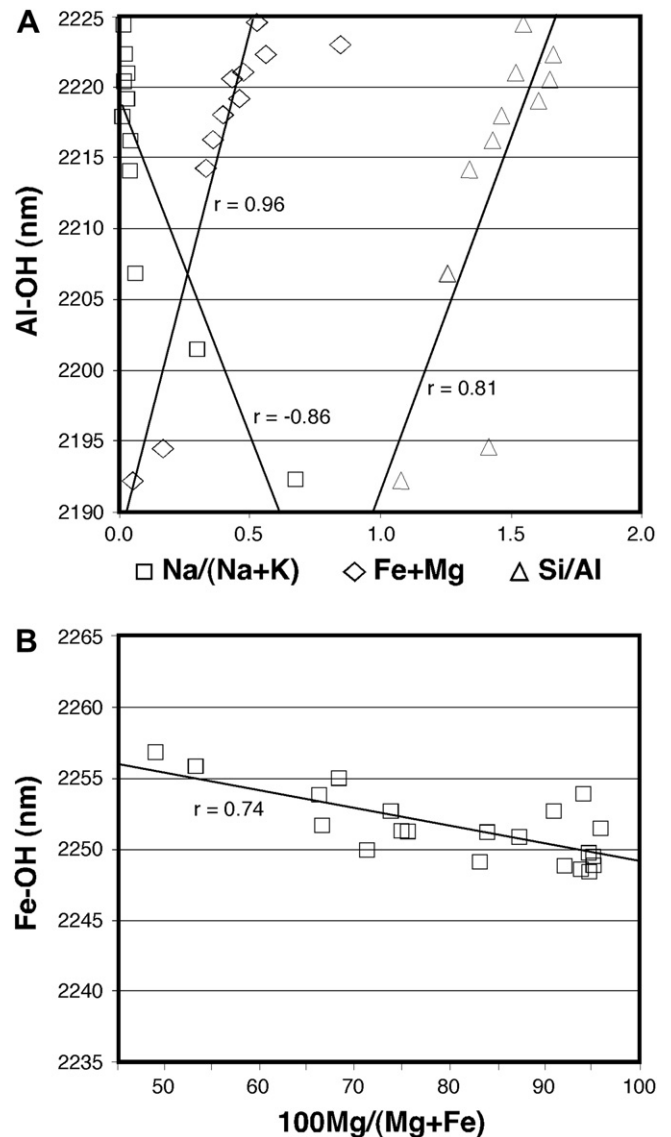 A
2225
2220
2215
2210
2205
2200
2195
2190
Al-OH (nm)
r = 0.96
r = -0.86
r = 0.81
0.0 0.5 1.0 1.5 2.0
Na/(Na+K) Fe+Mg Si/Al
B
2265
2260
2255
2250
2245
2240
2235
Fe-OH (nm)
r = 0.74
50 60 70 80 90 100
100Mg/(Mg+Fe)